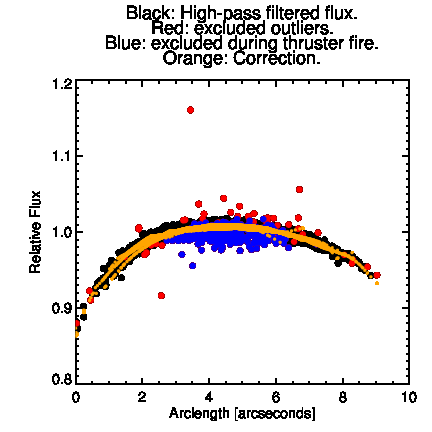 Black: High-pass filtered flux.
Red: excluded outliers.
Blue: excluded during thruster fire.
Orange: Correction.
1.2
1.1
1.0
0.9
0.8
Relative Flux
0 2 4 6 8 10
Arclength [arcseconds]